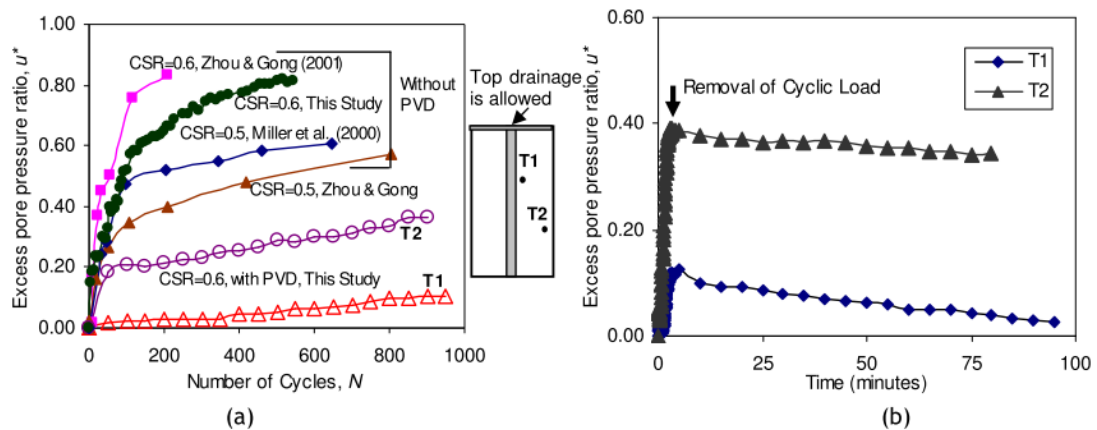 1.00
0.80
0.60
0.40
0.20
0.00
Excess pore pressure ratio, u*
CSR=0.6, Zhou & Gong (2001)
CSR=0.6, This Study
CSR=0.5, Miller et al. (2000)
CSR=0.5, Zhou & Gong
Without
PVD
T2
CSR=0.6, with PVD, This Study
T1
0
200
400
600
800
1000
Number of Cycles, N
(a)
Top drainage
is allowed
T1
T2
0.60
0.40
0.20
0.00
Excess pore pressure ratio, u*
Removal of Cyclic Load
T1
T2
0
25
50
75
100
Time (minutes)
(b)